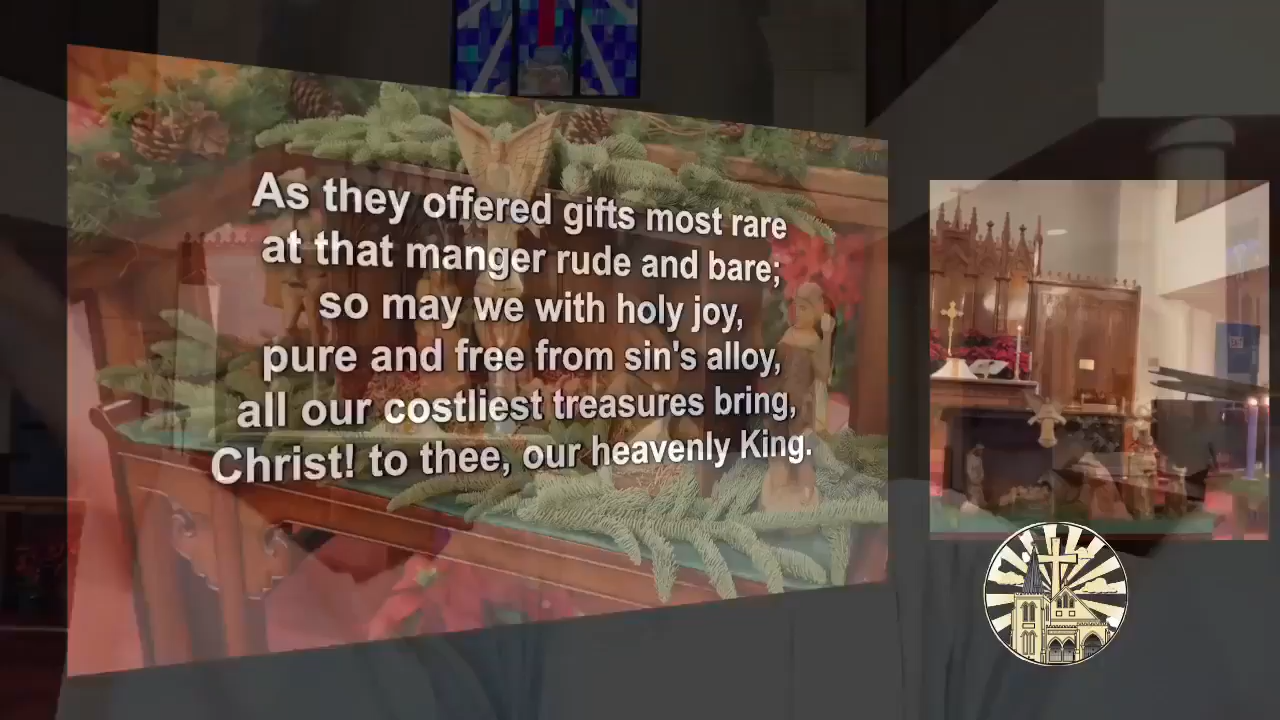 As they offered gifts most rare
at that manger rude and bare;
so may we with holy joy,
pure and free from sin's alloy,
all our costliest treasures bring,
Christ! to thee, our heavenly King.